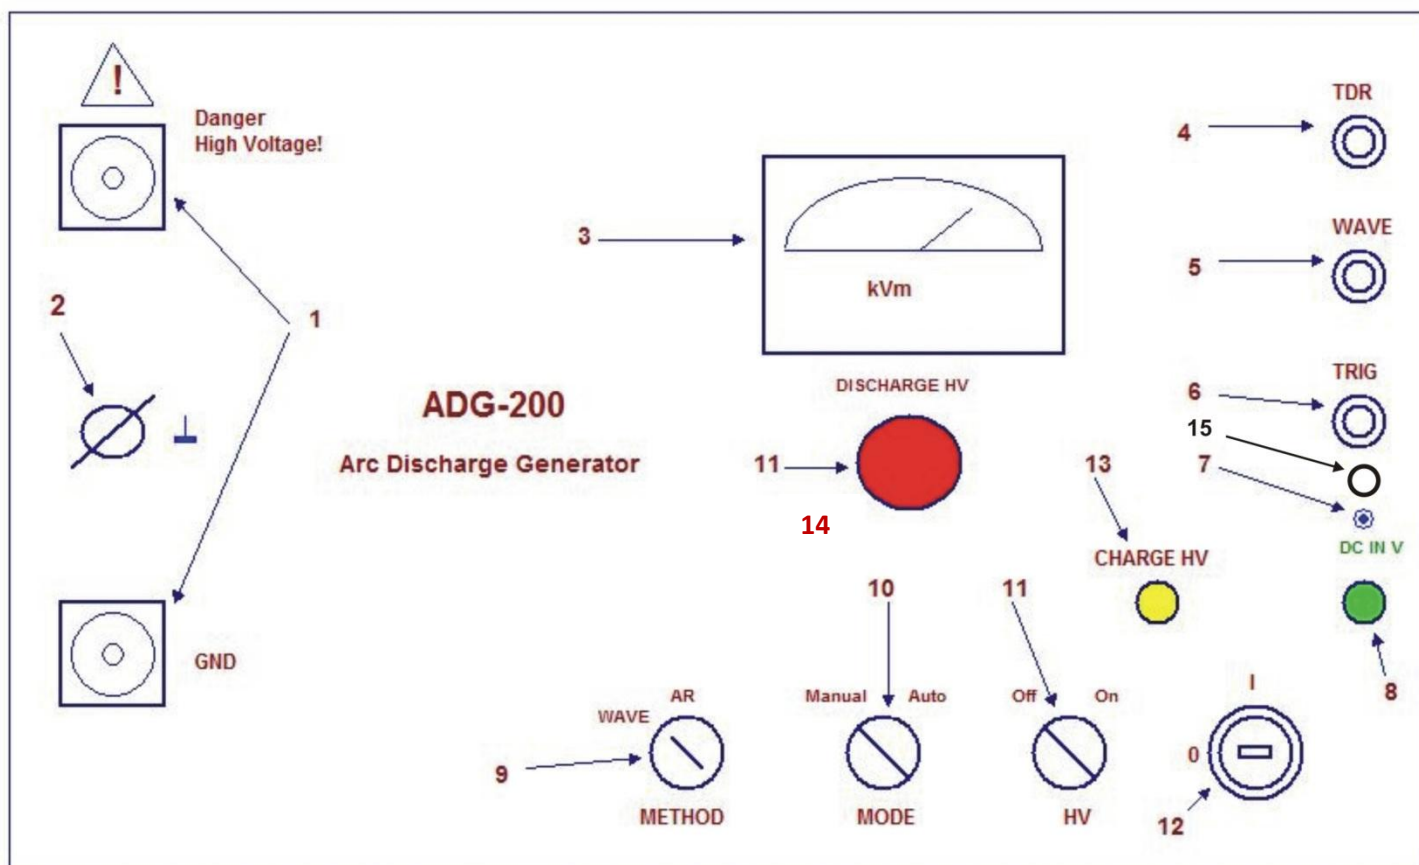 !
Danger
High Voltage!
TDR
4
WAVE
3
5
kVm
2
1
TRIG
6
DISCHARGE HV
ADG-200
15
Arc Discharge Generator
11
13
7
14
DC IN V
CHARGE HV
10
11
GND
8
AR
Manual
Auto
Off
On
I
WAVE
0
9
METHOD
MODE
HV
12